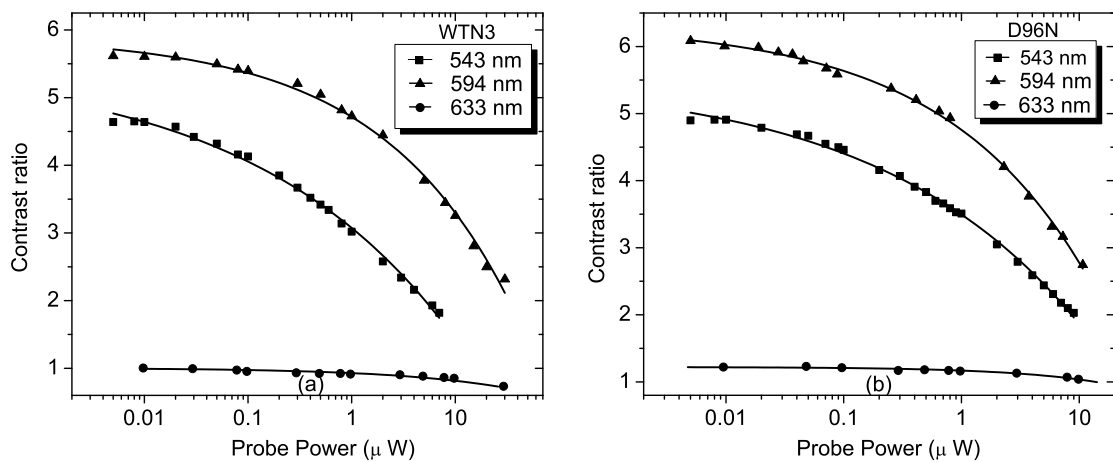 WTN3
543 nm
594 nm
633 nm
Contrast ratio
6
5
4
3
2
1
(a)
0.01
0.1
1
10
Probe Power (μ W)
D96N
543 nm
594 nm
633 nm
Contrast ratio
6
5
4
3
2
1
(b)
0.01
0.1
1
10
Probe Power (μ W)